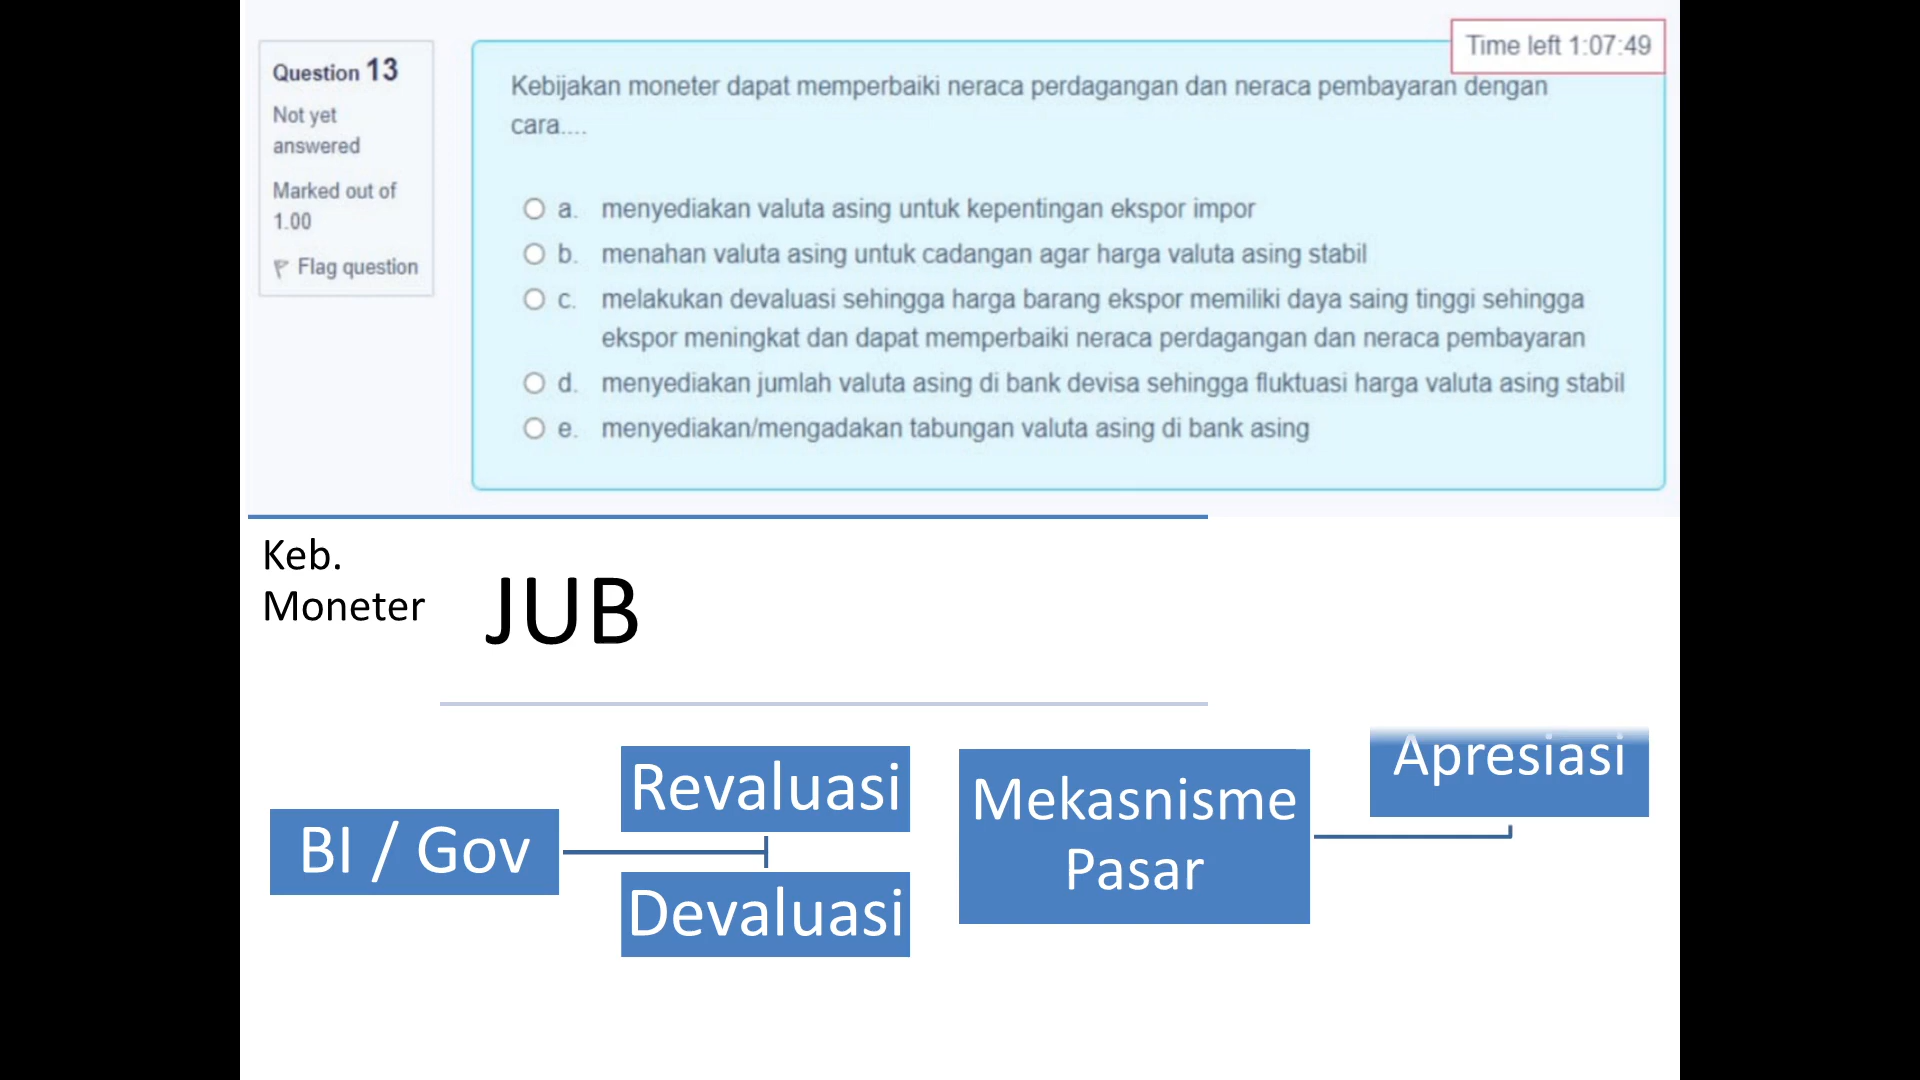 Question 13
Not yet
answered
Marked out of
1.00
Flag question
Time left 1:07:49
Kebijakan moneter dapat memperbaiki neraca perdagangan dan neraca pembayaran dengan
cara....
a. menyediakan valuta asing untuk kepentingan ekspor impor
b. menahan valuta asing untuk cadangan agar harga valuta asing stabil
c. melakukan devaluasi sehingga harga barang ekspor memiliki daya saing tinggi sehingga
ekspor meningkat dan dapat memperbaiki neraca perdagangan dan neraca pembayaran
d. menyediakan jumlah valuta asing di bank devisa sehingga fluktuasi harga valuta asing stabil
e. menyediakan/mengadakan tabungan valuta asing di bank asing
Keb.
Moneter
JUB
BI / Gov
Revaluasi
Devaluasi
Mekasnisme
Pasar
Apresiasi